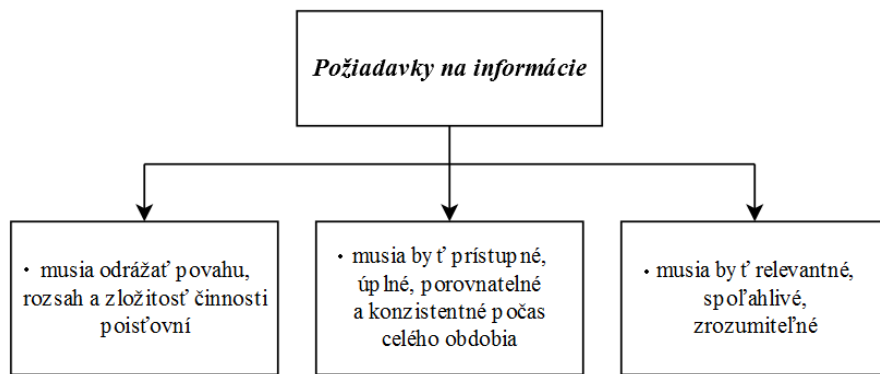 Požiadavky na informácie
• musia odrážať povahu,
rozsah a zložitosť činnosti
poisťovní
• musia byť prístupné,
úplné, porovnatelné
a konzistentné počas
celého obdobia
• musia byť relevantné,
spoľahlivé,
zrozumiteľné